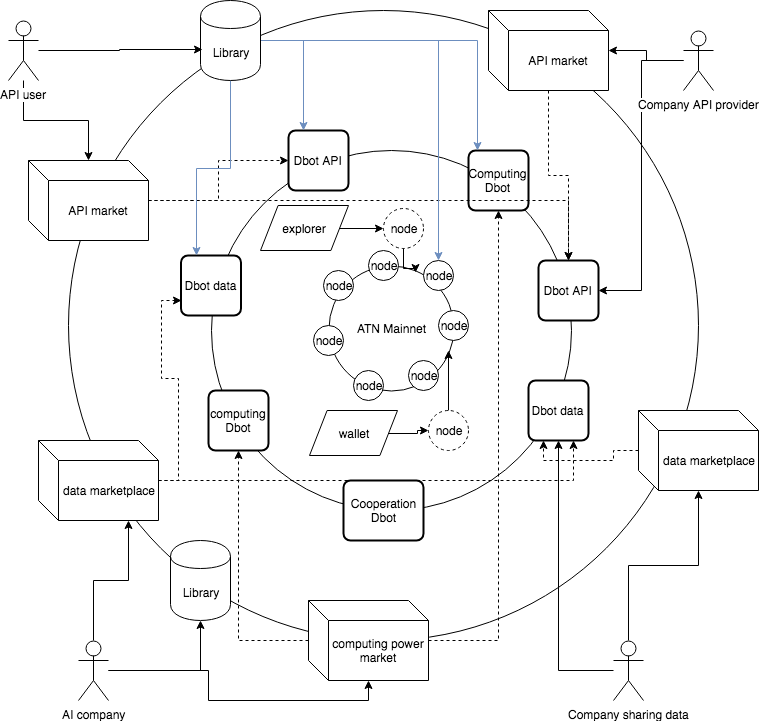 Library
API market
API user
Company API provider
Dbot API
Computing
Dbot
API market
explorer
node
node
node
Dbot data
node
Dbot API
node
ATN Mainnet
node
node
node
computing
Dbot
Dbot data
wallet
node
data marketplace
data marketplace
Cooperation
Dbot
Library
computing power
market
AI company
Company sharing data